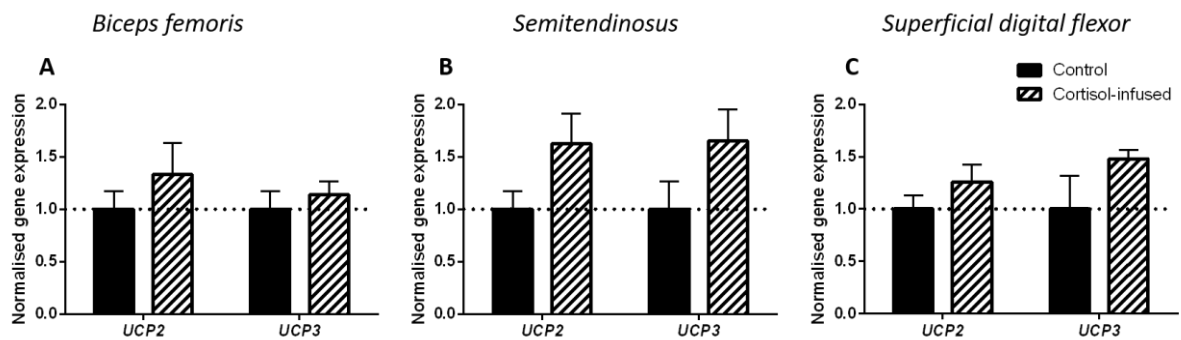 Biceps femoris
Semitendinosus
Superficial digital flexor
A
Normalised gene expression
2.0
1.5
1.0
0.5
0.0
UCP2
UCP3
B
Normalised gene expression
2.0
1.5
1.0
0.5
0.0
UCP2
UCP3
C
Control
Cortisol-infused
Normalised gene expression
2.0
1.5
1.0
0.5
0.0
UCP2
UCP3